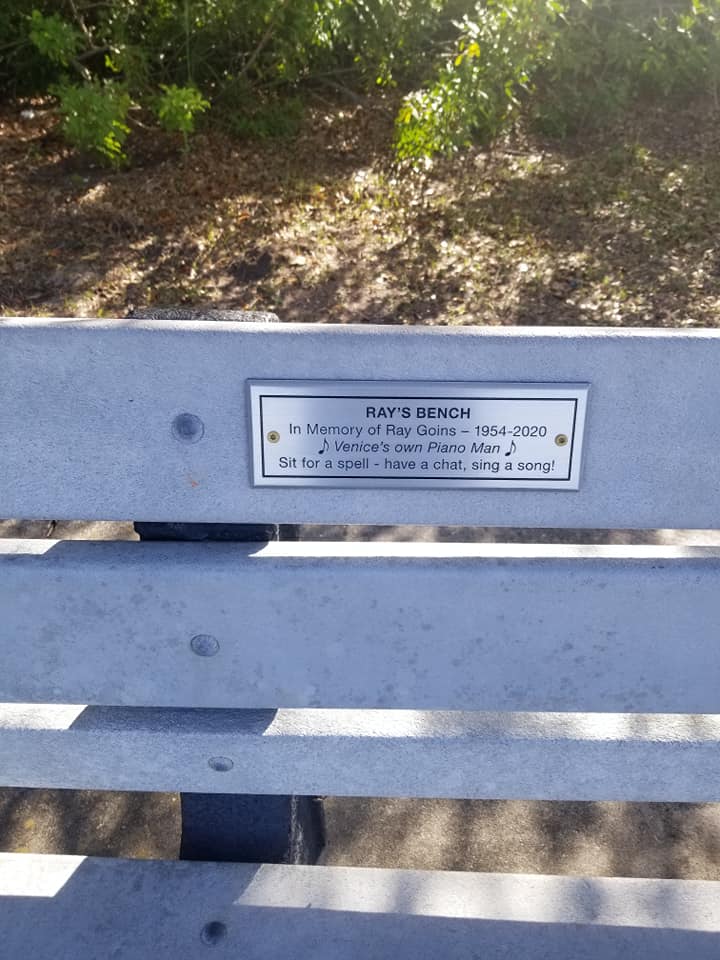 RAY'S BENCH
In Memory of Ray Goins – 1954-2020
♪ Venice's own Piano Man ♪
Sit for a spell - have a chat, sing a song!